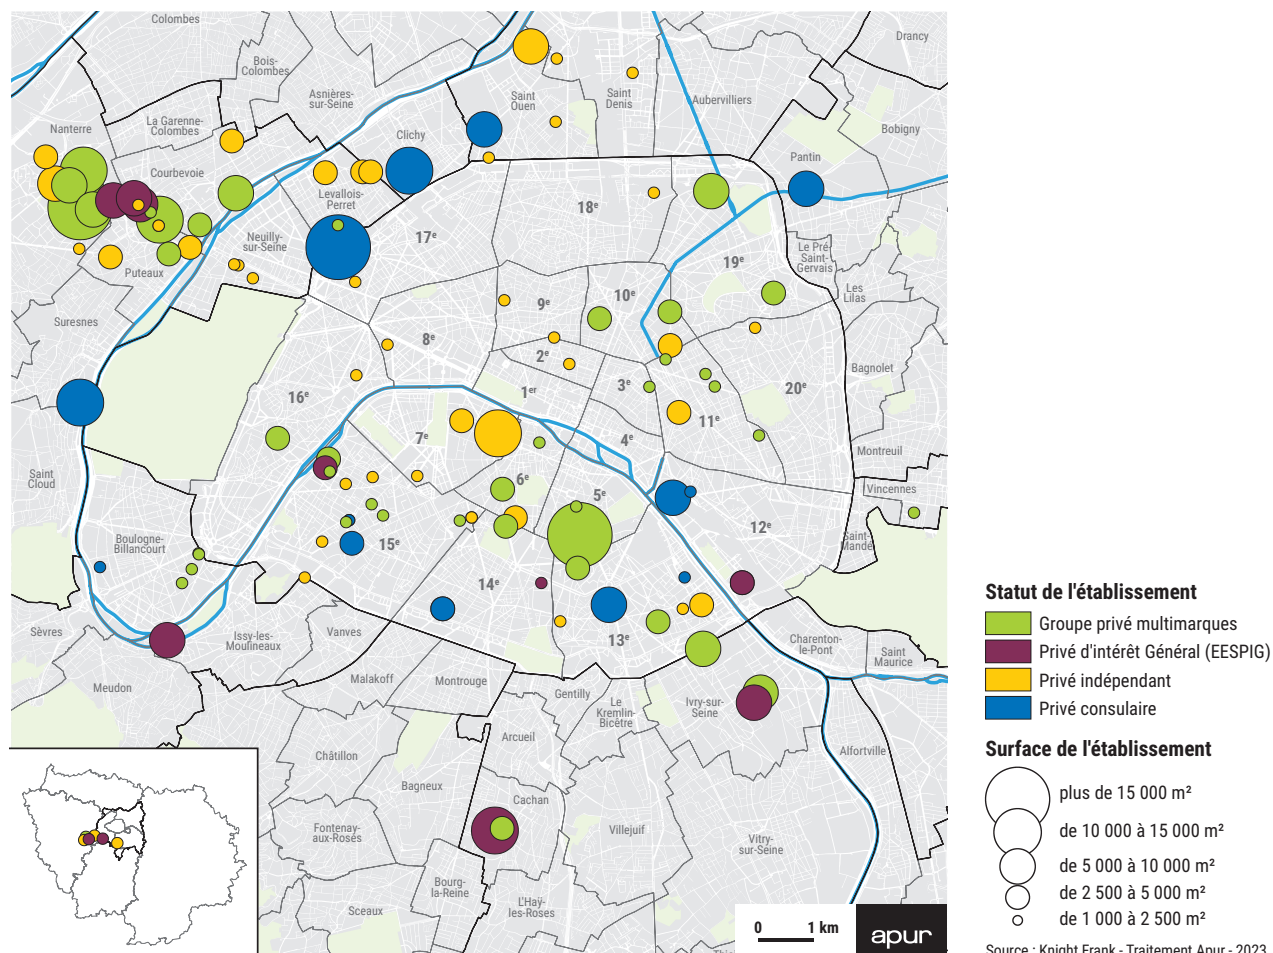 Colombes
Drancy
Bois-
Colombes
Asnières-
sur-Seine
Saint
Ouen
Saint
Denis
Aubervilliers
La Garenne-
Colombes
Nanterre
Clichy
Bobigny
Pantin
Courbevoie
Levallois-
Perret
18e
17e
Neuilly-
sur-Seine
Le Pré-
Saint-
Gervais
19e
Puteaux
Les
Lilas
10e
9e
Suresnes
8e
2e
Bagnolet
1er
3e
20e
16e
11e
7e
4e
Montreuil
Saint
Cloud
6e
5e
Vincennes
12e
Boulogne-
Billancourt
15e
Saint-
Mandé
14e
Sèvres
Issy-les-
Moulineaux
Vanves
13e
Charenton-
le-Pont
Saint
Maurice
Meudon
Malakoff
Montrouge
Gentilly
Le
Kremlin-
Bicêtre
Ivry-sur-
Seine
Arcueil
Alfortville
Châtillon
Bagneux
Cachan
Fontenay-
aux-Roses
Villejuif
Vitry-
sur-Seine
Bourg-
la-Reine
L'Haÿ-
les-Roses
Sceaux
0 1 km
apur
Statut de l'établissement
Groupe privé multimarques
Privé d'intérêt Général (EESPIG)
Privé indépendant
Privé consulaire
Surface de l'établissement
plus de 15 000 m²
de 10 000 à 15 000 m²
de 5 000 à 10 000 m²
de 2 500 à 5 000 m²
de 1 000 à 2 500 m²
Source : Knight Frank - Traitement Apur - 2023